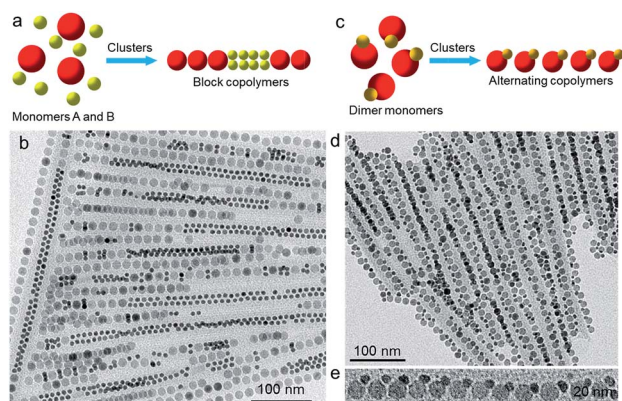 a
Clusters
Monomers A and B
Block copolymers
b
100 nm
c
Clusters
Dimer monomers
Alternating copolymers
d
100 nm
e
20 nm